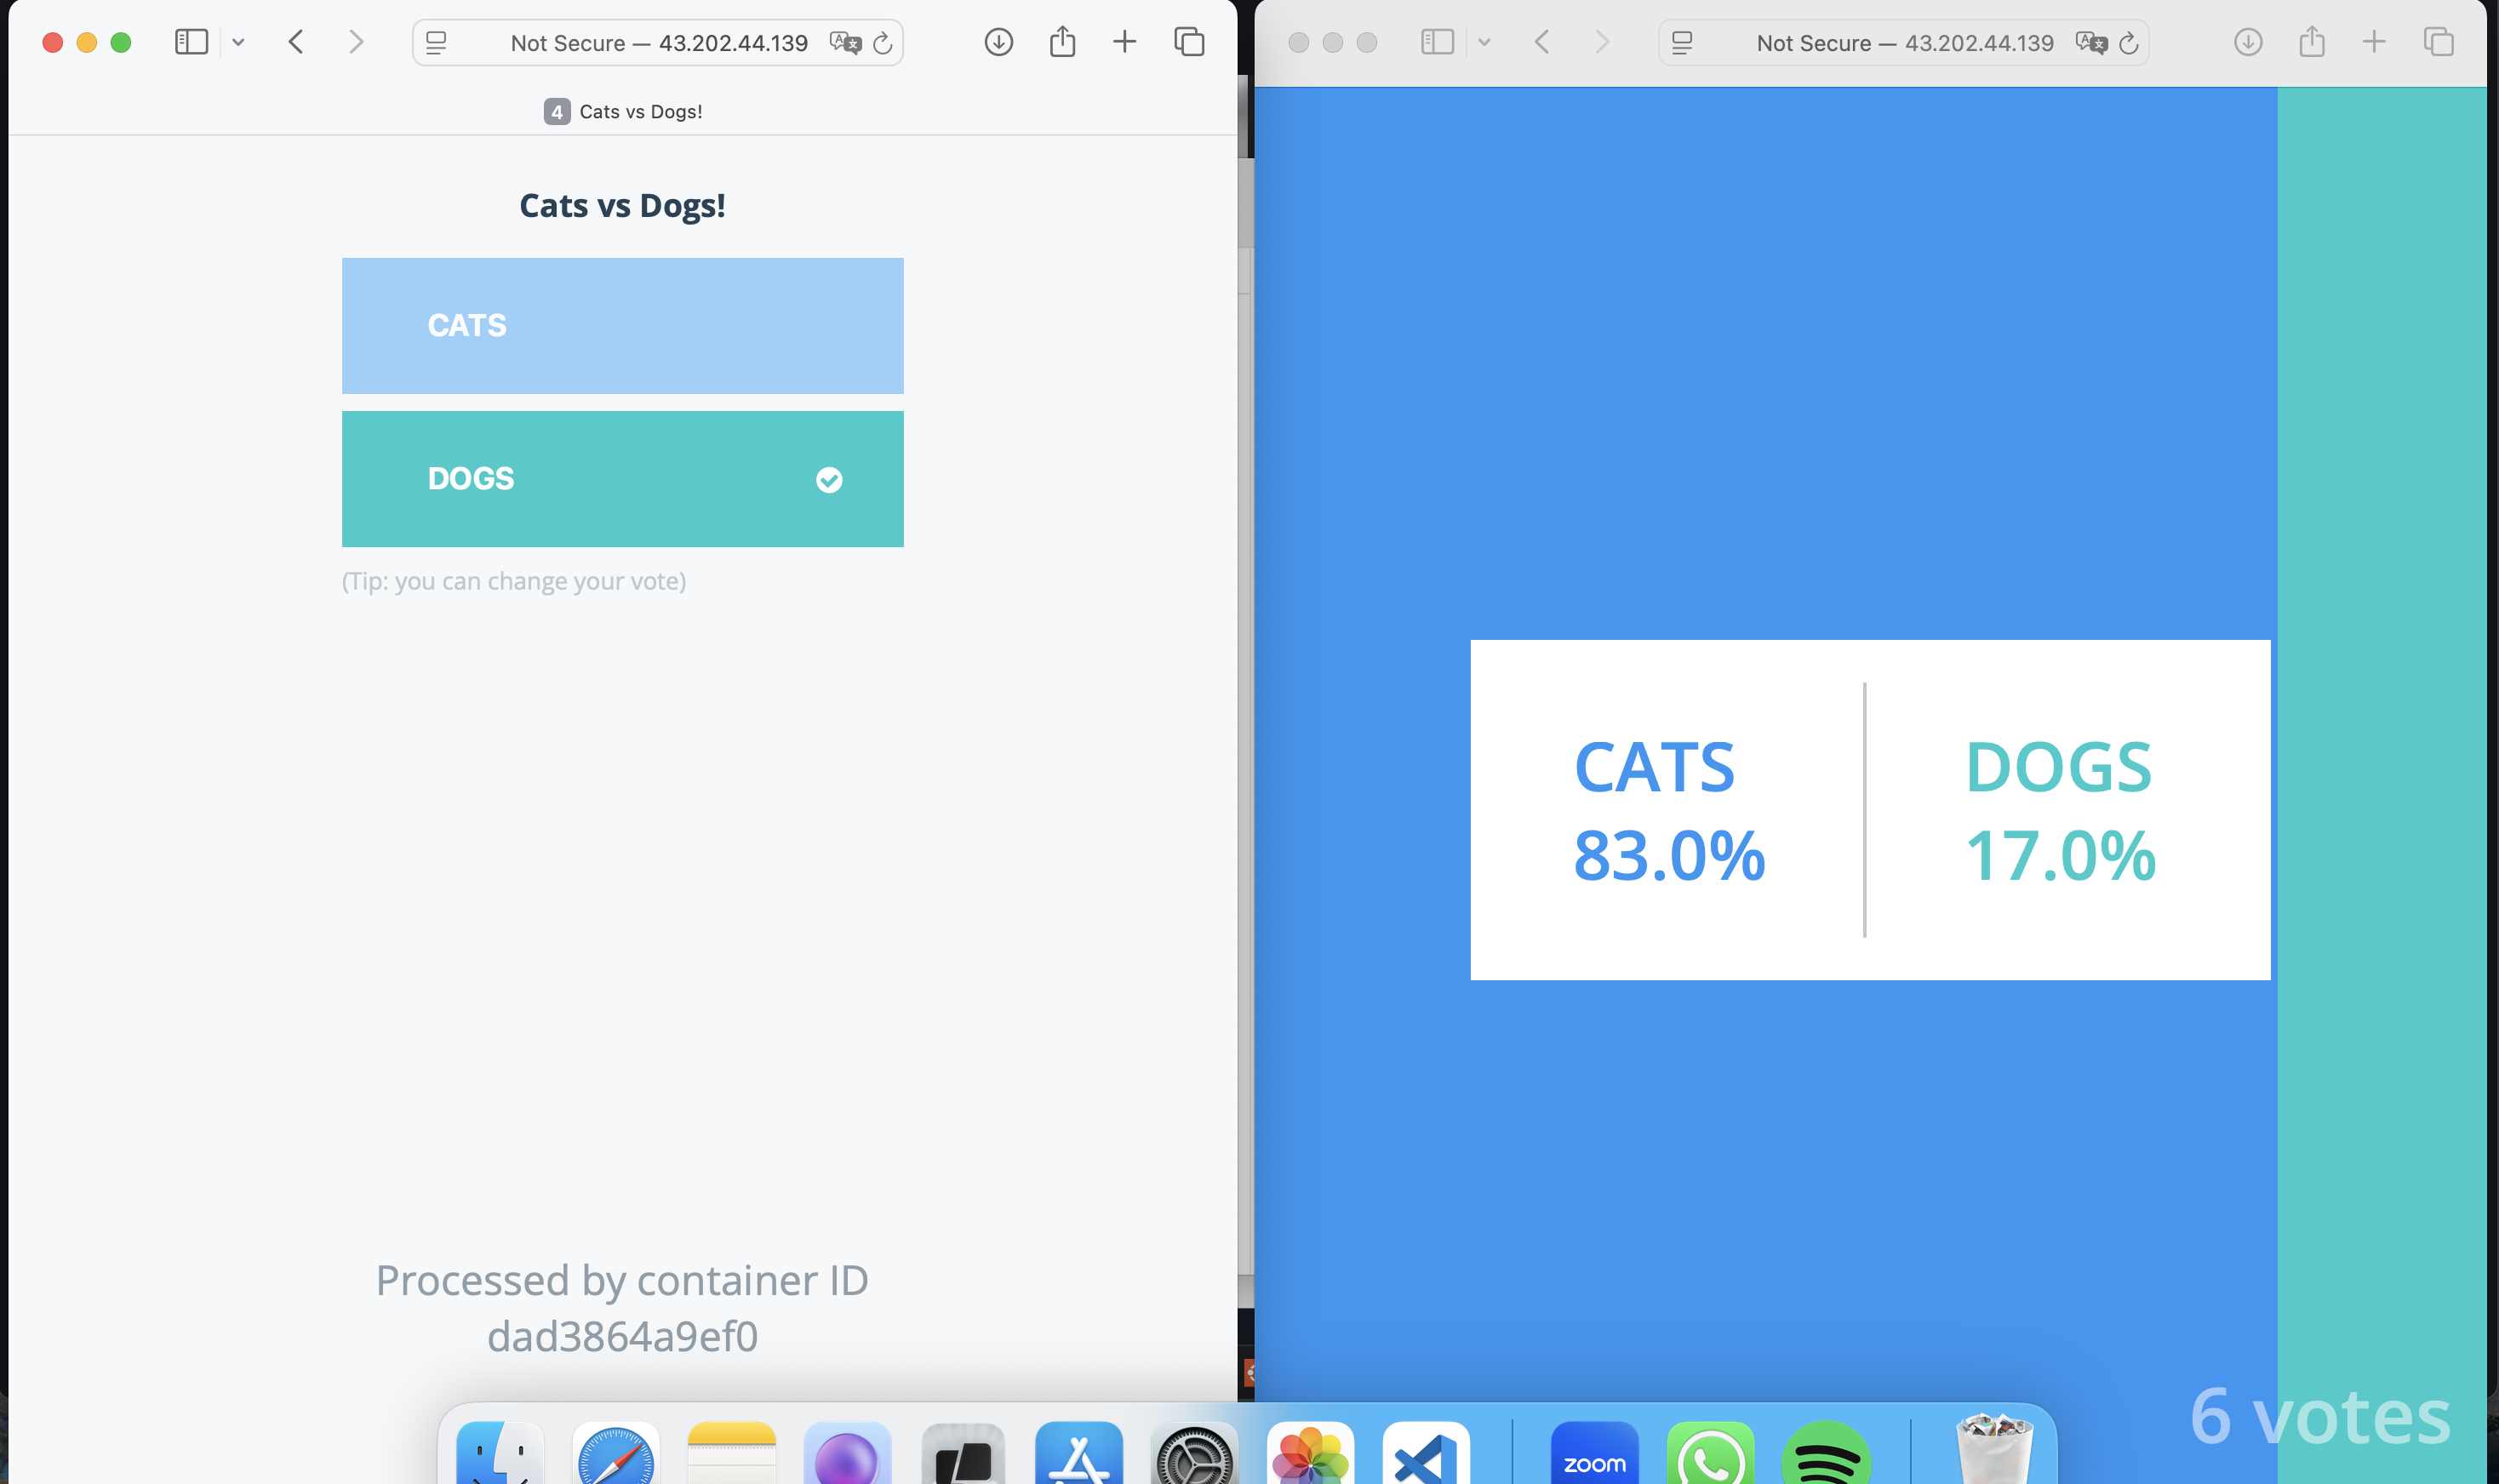 Not Secure — 43.202.44.139
4 Cats vs Dogs!
Cats vs Dogs!
CATS
DOGS
(Tip: you can change your vote)
Processed by container ID
dad3864a9ef0
Not Secure — 43.202.44.139
CATS
83.0%
DOGS
17.0%
6 votes
zoom